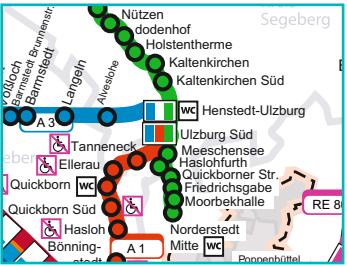 Segeberg
Nützen
dodenhof
Holstentherme
Kaltenkirchen
Kaltenkirchen Süd
Voßloch
Barmstedt Brunnenstr.
Barmstedt
Langeln
Alveslohe
A 3
WC
Henstedt-Ulzburg
Ulzburg Süd
Tanneneck
Meeschensee
Haslohfurth
Ellerau
Quickborner Str.
Quickborn
WC
Friedrichsgabe
Moorbekhalle
Quickborn Süd
RE 8
Hasloh
Norderstedt
Mitte
WC
Bönning-
stedt
A 1
Poppenbüttel